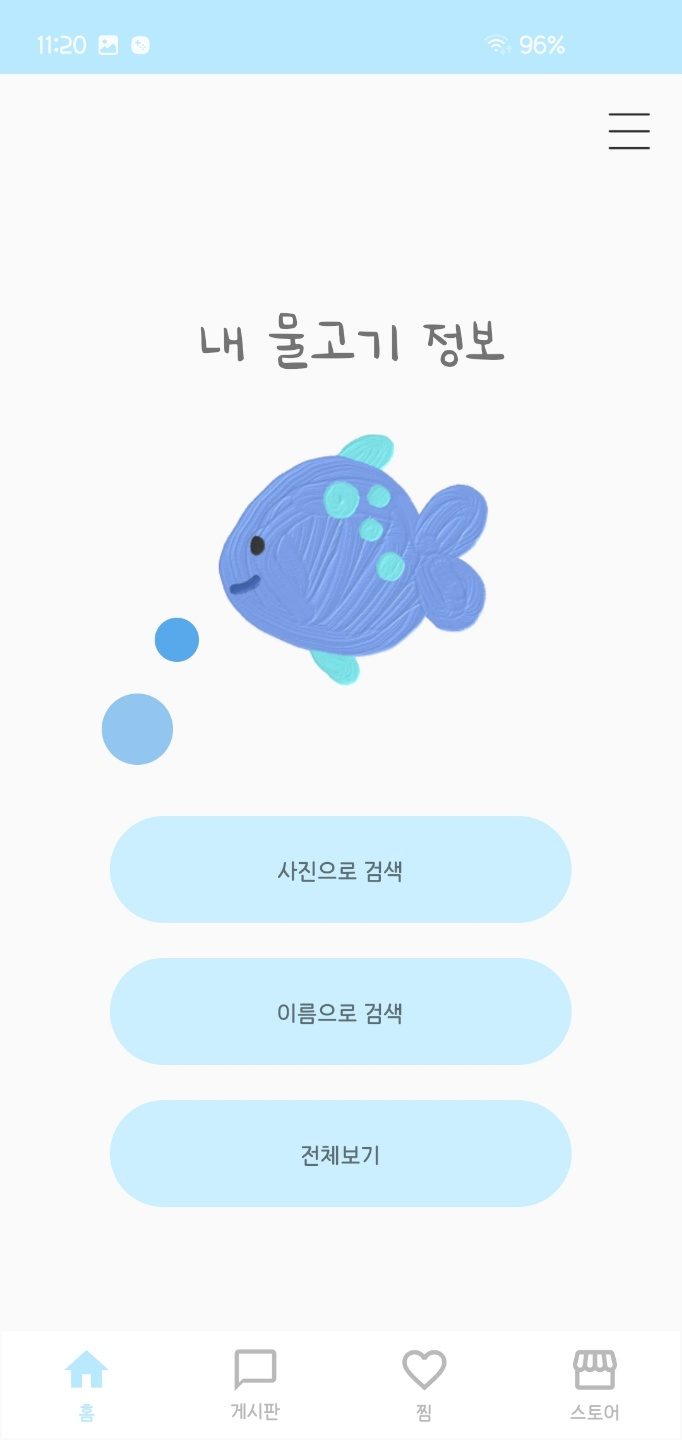 11:20 96%
내 물고기 정보
사진으로 검색
이름으로 검색
전체보기
홈 게시판 찜 스토어